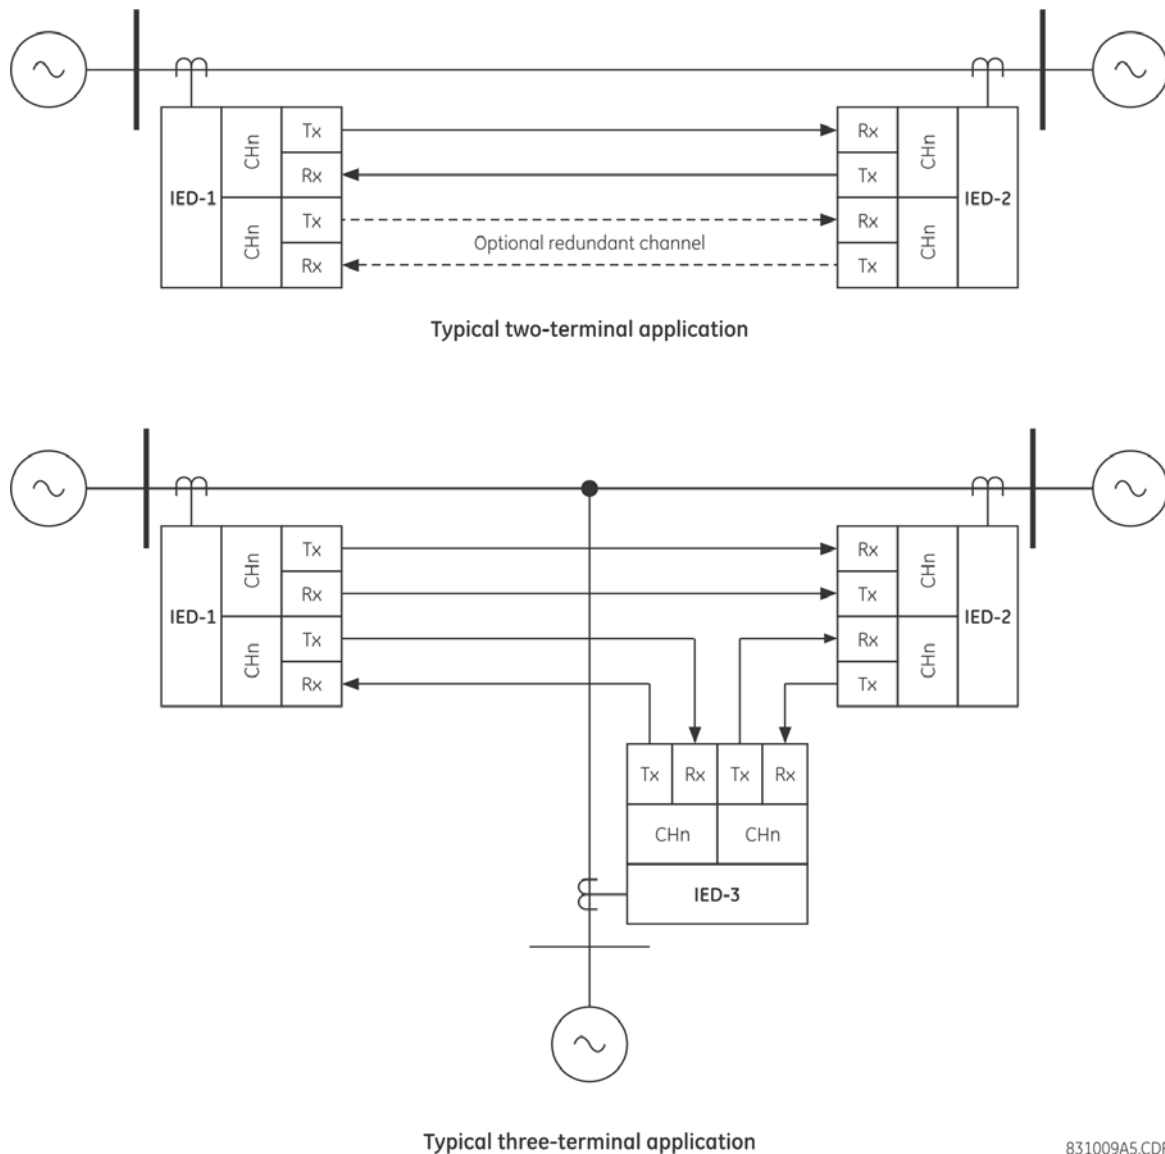 Tx
Rx
CHn
CHn
Rx
Tx
IED-1
IED-2
Tx
Rx
CHn
Optional redundant channel
CHn
Rx
Tx
Typical two-terminal application
Tx
Rx
CHn
CHn
Rx
Tx
IED-1
IED-2
Tx
Rx
CHn
CHn
Rx
Tx
Tx Rx Tx Rx
CHn CHn
IED-3
Typical three-terminal application